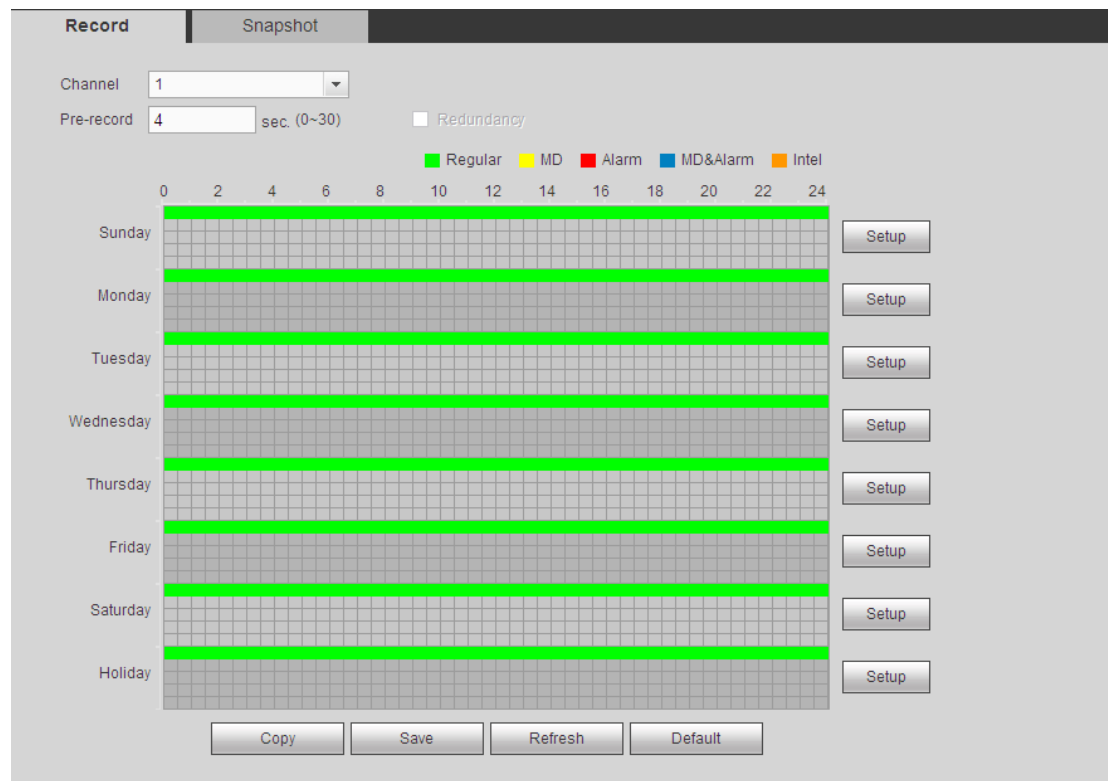 Record Snapshot
Channel 1
Pre-record 4 sec. (0~30) Redundancy
Regular MD Alarm MD&Alarm Intel
0 2 4 6 8 10 12 14 16 18 20 22 24
Sunday Setup
Monday Setup
Tuesday Setup
Wednesday Setup
Thursday Setup
Friday Setup
Saturday Setup
Holiday Setup
Copy Save Refresh Default